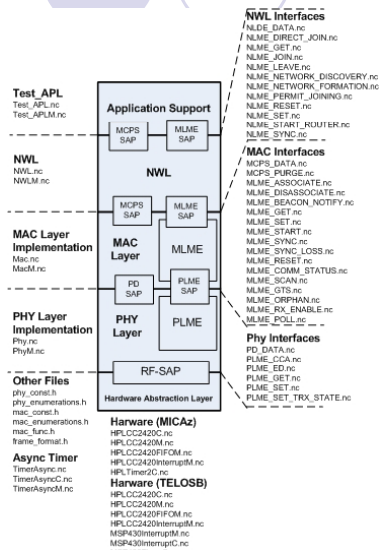 Test_APL
Test_APL.nc
Test_APLM.nc
NWL
NWL.nc
NWLM.nc
MAC Layer
Implementation
Mac.nc
MacM.nc
PHY Layer
Implementation
Phy.nc
PhyM.nc
Other Files
phy_const.h
phy_enumerations.h
mac_const.h
mac_enumerations.h
mac_func.h
frame_format.h
Async Timer
TimerAsync.nc
TimerAsyncC.nc
TimerAsyncM.nc
Application Support
MCPS
SAP
MLME
SAP
NWL
MCPS
SAP
MLME
SAP
MAC
Layer
MLME
PD
SAP
PLME
SAP
PHY
Layer
PLME
RF-SAP
Hardware Abstraction Layer
Harware (MICAz)
HPLCC2420C.nc
HPLCC2420M.nc
HPLCC2420FIFOM.nc
HPLCC2420InterruptM.nc
HPLTimer2C.nc
Harware (TELOSB)
HPLCC2420C.nc
HPLCC2420M.nc
HPLCC2420FIFOM.nc
HPLCC2420InterruptM.nc
MSP430InterruptM.nc
MSP430InterruptC.nc
NWL Interfaces
NLDE_DATA.nc
NLME_DIRECT_JOIN.nc
NLME_GET.nc
NLME_JOIN.nc
NLME_LEAVE.nc
NLME_NETWORK_DISCOVERY.nc
NLME_NETWORK_FORMATION.nc
NLME_PERMIT_JOINING.nc
NLME_RESET.nc
NLME_SET.nc
NLME_START_ROUTER.nc
NLME_SYNC.nc
MAC Interfaces
MCPS_DATA.nc
MCPS_PURGE.nc
MLME_ASSOCIATE.nc
MLME_DISASSOCIATE.nc
MLME_BEACON_NOTIFY.nc
MLME_GET.nc
MLME_SET.nc
MLME_START.nc
MLME_SYNC.nc
MLME_SYNC_LOSS.nc
MLME_RESET.nc
MLME_COMM_STATUS.nc
MLME_SCAN.nc
MLME_GTS.nc
MLME_ORPHAN.nc
MLME_RX_ENABLE.nc
MLME_POLL.nc
Phy Interfaces
PD_DATA.nc
PLME_CCA.nc
PLME_ED.nc
PLME_GET.nc
PLME_SET.nc
PLME_SET_TRX_STATE.nc